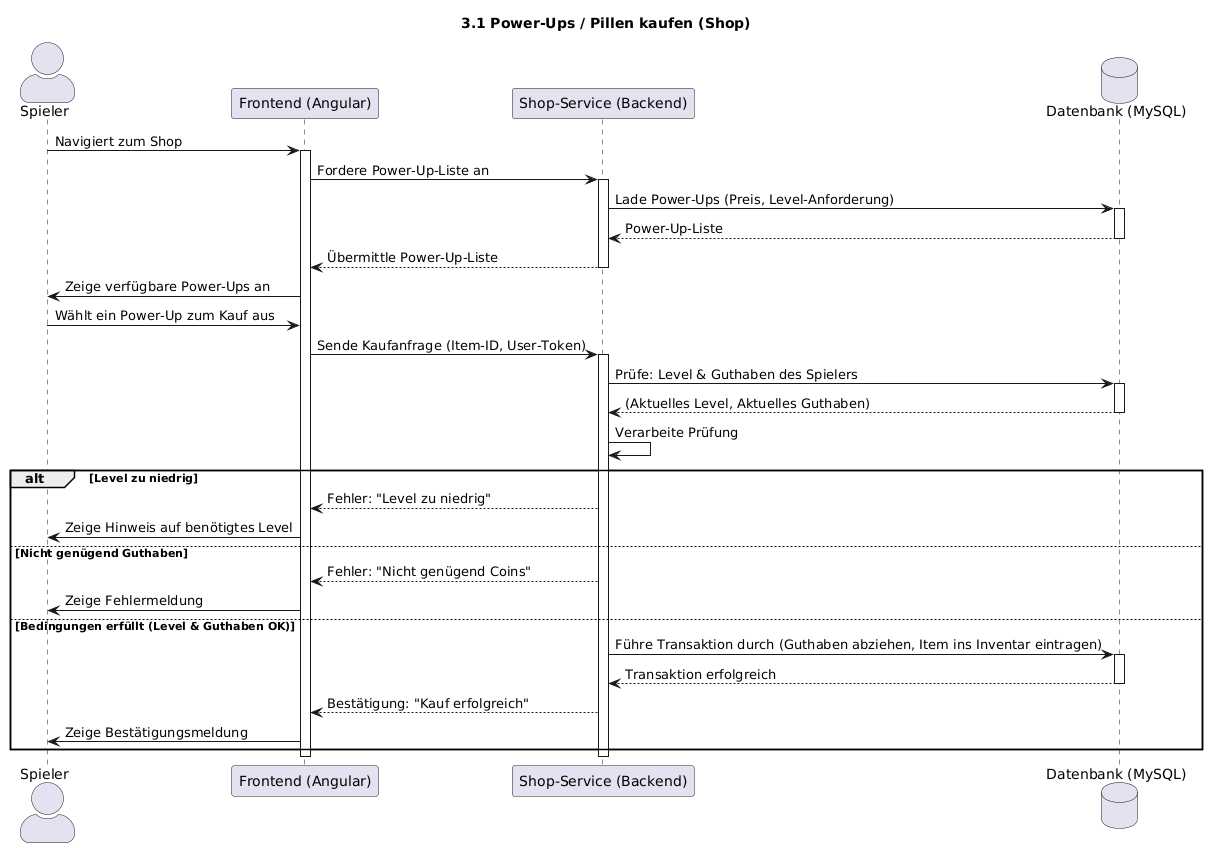 3.1 Power-Ups / Pillen kaufen (Shop)
Spieler
Frontend (Angular)
Shop-Service (Backend)
Datenbank (MySQL)
Navigiert zum Shop
Fordere Power-Up-Liste an
Lade Power-Ups (Preis, Level-Anforderung)
Power-Up-Liste
Übermittle Power-Up-Liste
Zeige verfügbare Power-Ups an
Wählt ein Power-Up zum Kauf aus
Sende Kaufanfrage (Item-ID, User-Token)
Prüfe: Level & Guthaben des Spielers
(Aktuelles Level, Aktuelles Guthaben)
Verarbeite Prüfung
alt
[Level zu niedrig]
Fehler: "Level zu niedrig"
Zeige Hinweis auf benötigtes Level
[Nicht genügend Guthaben]
Fehler: "Nicht genügend Coins"
Zeige Fehlermeldung
[Bedingungen erfüllt (Level & Guthaben OK)]
Führe Transaktion durch (Guthaben abziehen, Item ins Inventar eintragen)
Transaktion erfolgreich
Bestätigung: "Kauf erfolgreich"
Zeige Bestätigungsmeldung
Spieler
Frontend (Angular)
Shop-Service (Backend)
Datenbank (MySQL)